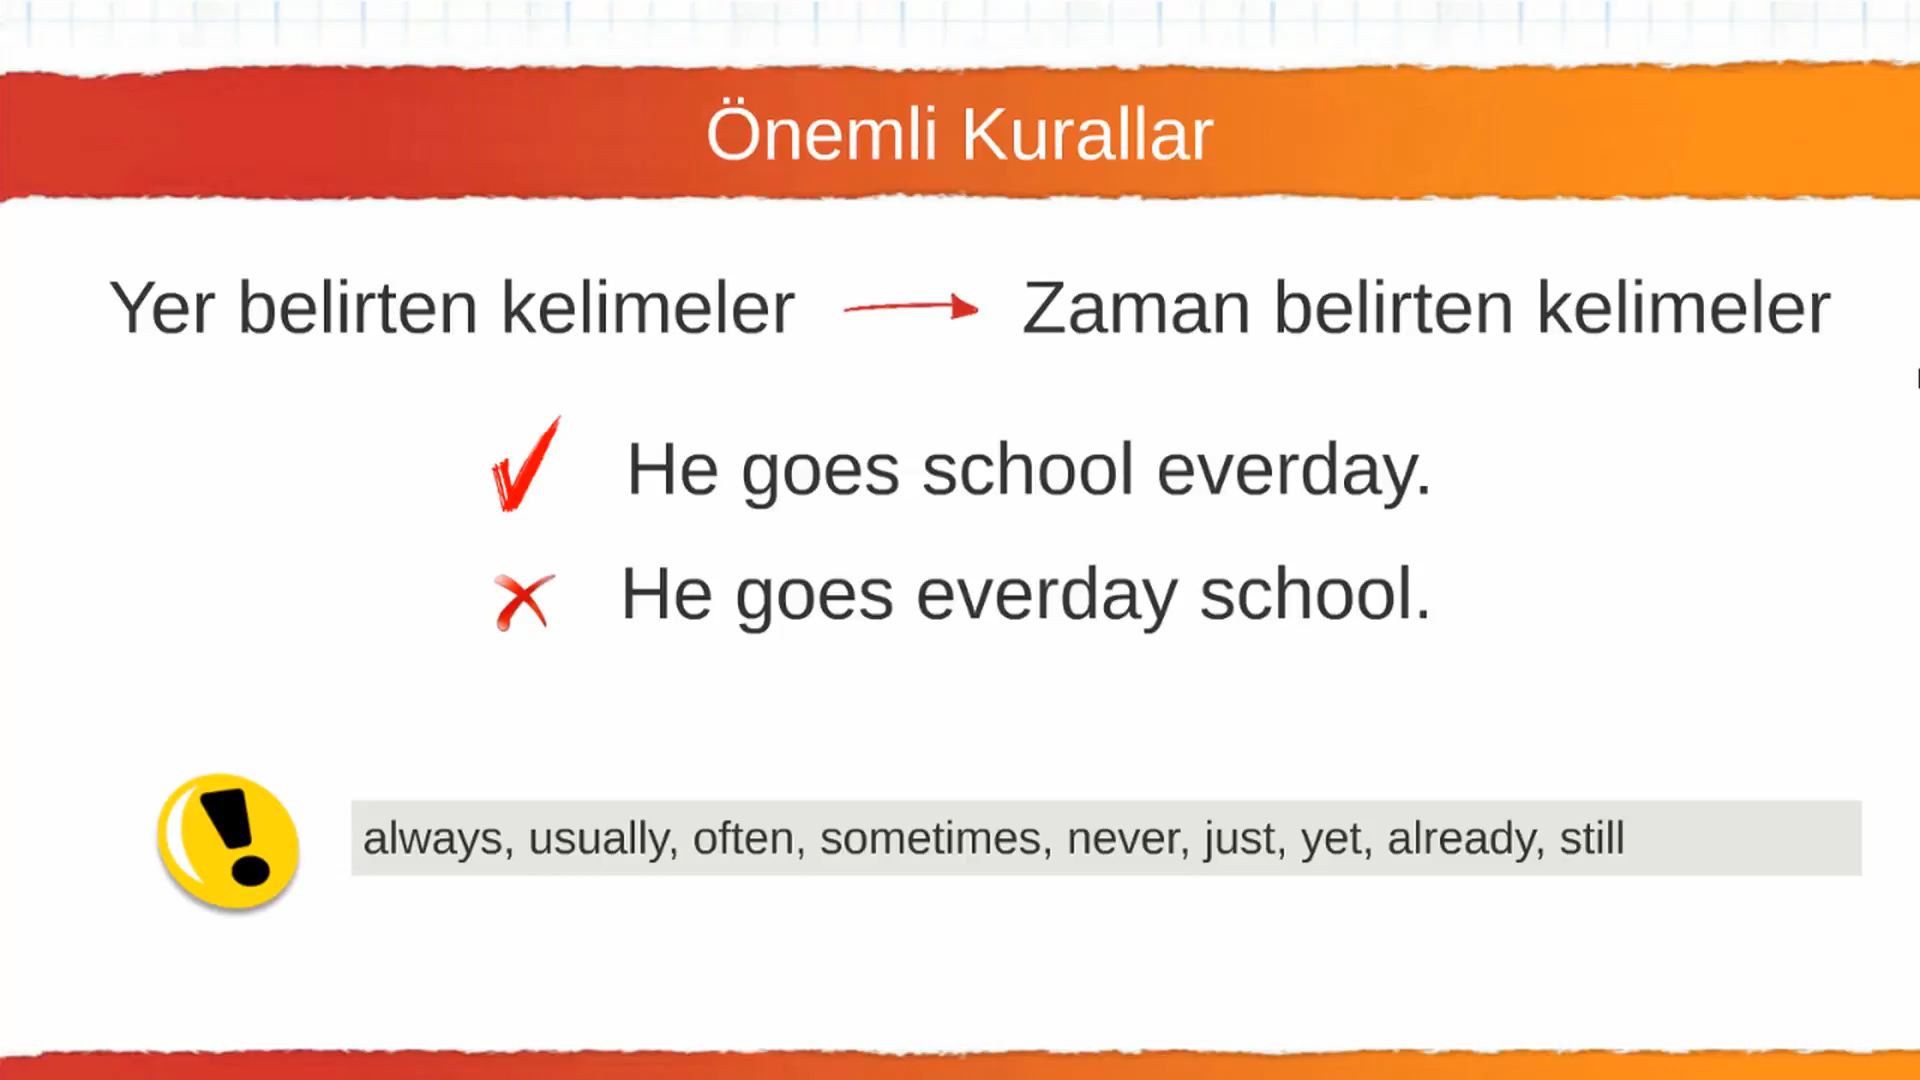 Önemli Kurallar
Yer belirten kelimeler Zaman belirten kelimeler
He goes school everday.
He goes everday school.
always, usually, often, sometimes, never, just, yet, already, still